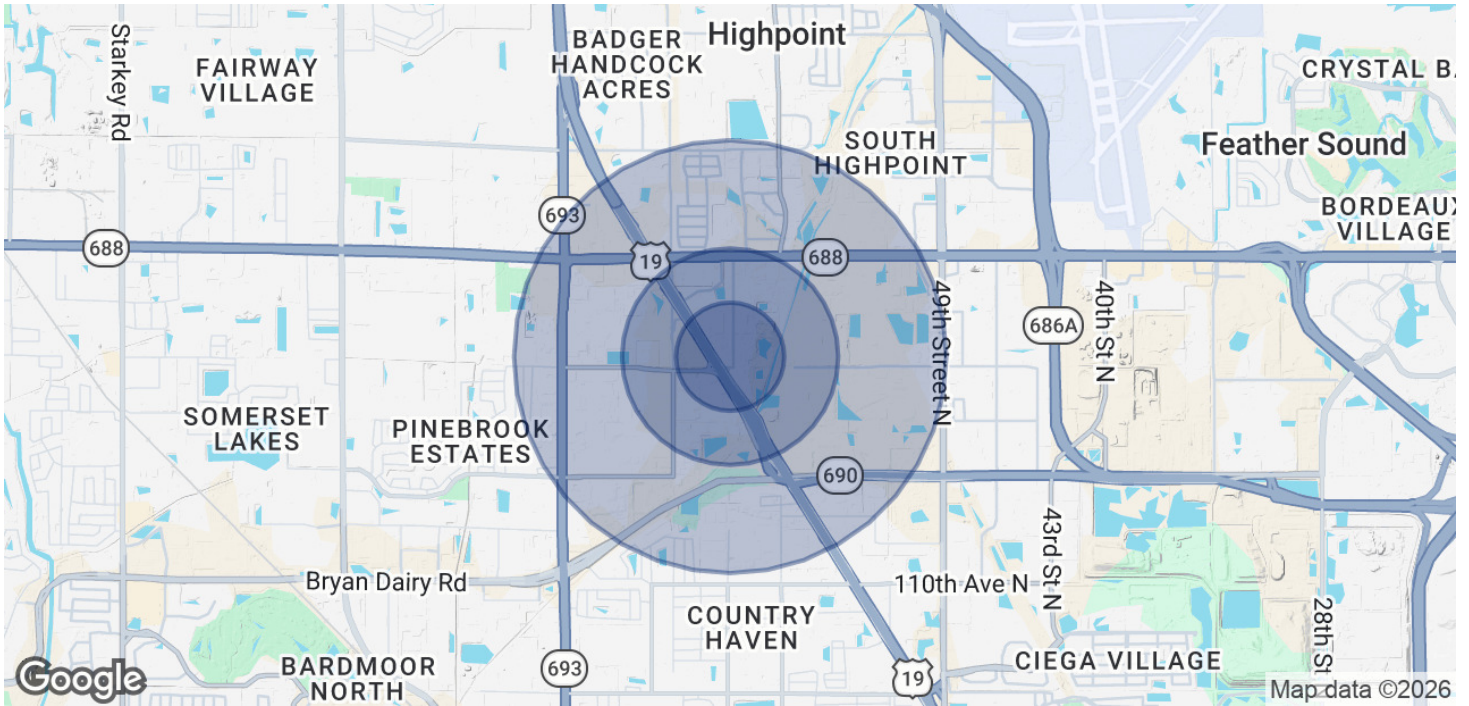 Starkey Rd
FAIRWAY
VILLAGE
BADGER
HANDCOCK
ACRES
Highpoint
CRYSTAL BA
SOUTH
HIGHPOINT
Feather Sound
BORDEAUX
VILLAGE
693
688
19
688
49th Street N
686A
40th St N
SOMERSET
LAKES
PINEBROOK
ESTATES
690
43rd St N
Bryan Dairy Rd
110th Ave N
COUNTRY
HAVEN
28th St
BARDMOOR
NORTH
693
19
CIEGA VILLAGE
Google
Map data ©2026